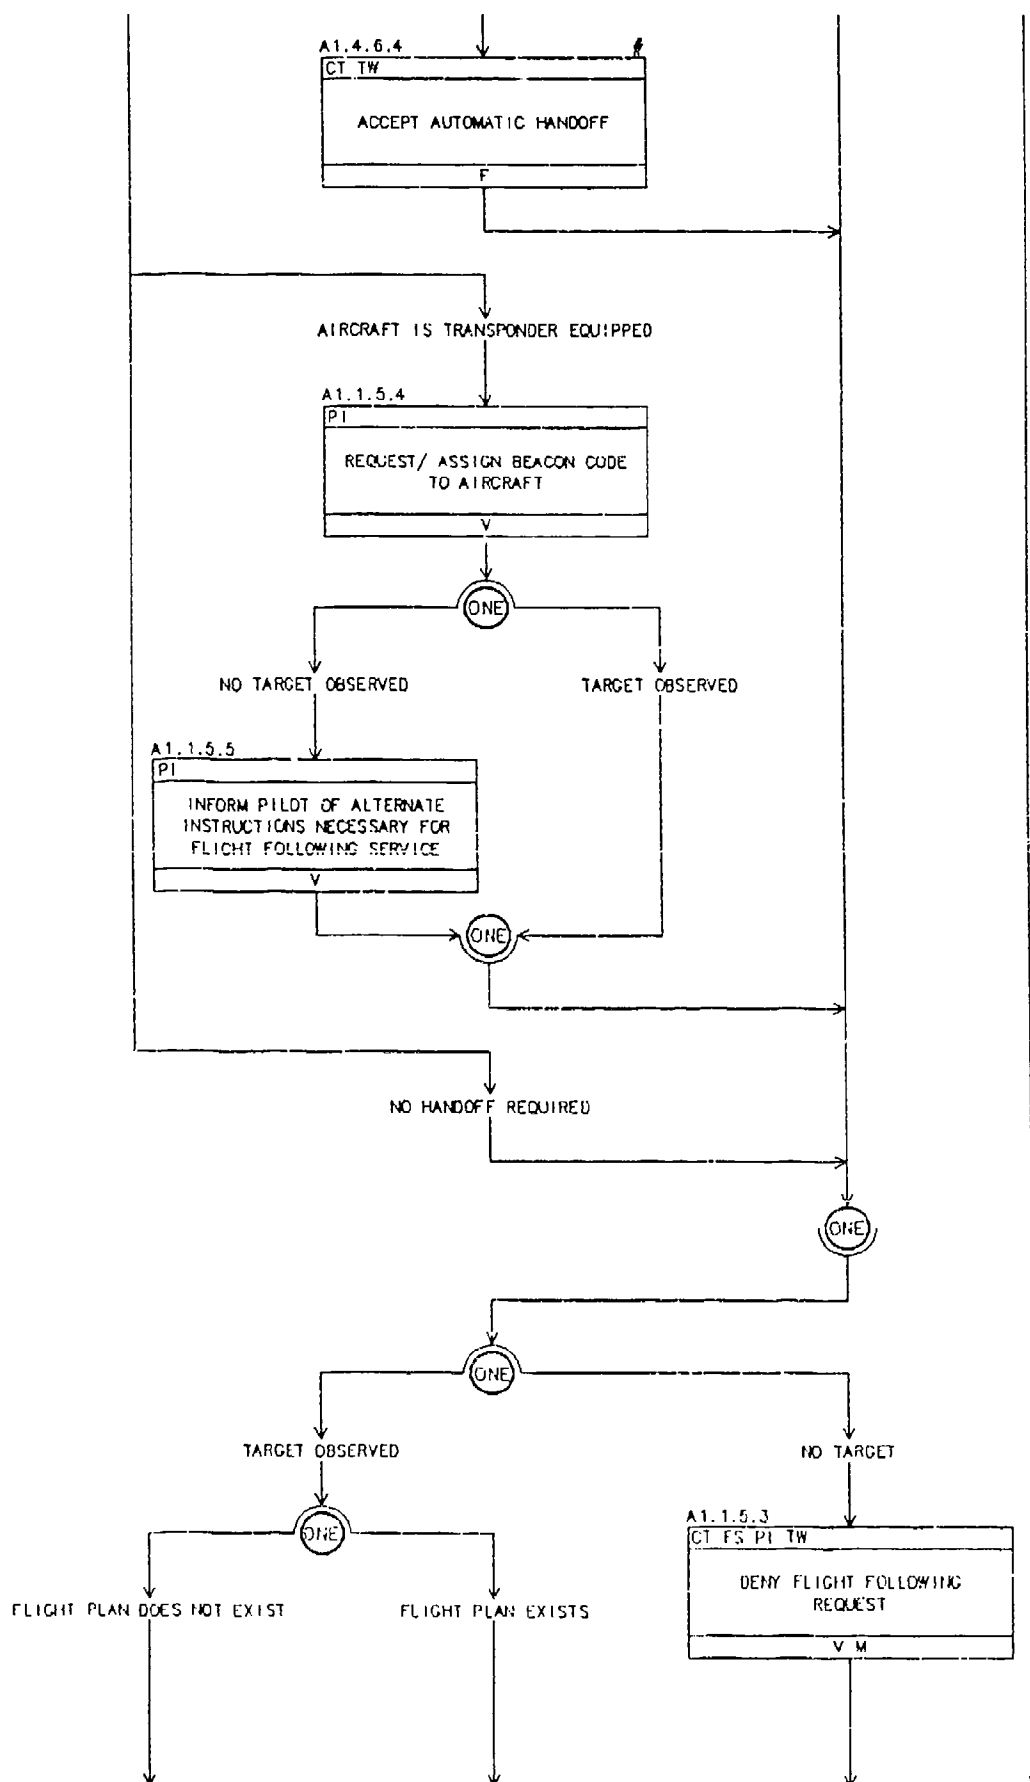 A1.4.6.4
CT TW
ACCEPT AUTOMATIC HANDOFF
F
AIRCRAFT IS TRANSPONDER EQUIPPED
A1.1.5.4
PI
REQUEST/ ASSIGN BEACON CODE
TO AIRCRAFT
V
ONE
NO TARGET OBSERVED
TARGET OBSERVED
A1.1.5.5
PI
INFORM PILOT OF ALTERNATE
INSTRUCTIONS NECESSARY FOR
FLIGHT FOLLOWING SERVICE
V
ONE
NO HANDOFF REQUIRED
ONE
ONE
TARGET OBSERVED
NO TARGET
ONE
A1.1.5.3
CT FS PI TW
DENY FLIGHT FOLLOWING
REQUEST
V M
FLIGHT PLAN DOES NOT EXIST
FLIGHT PLAN EXISTS